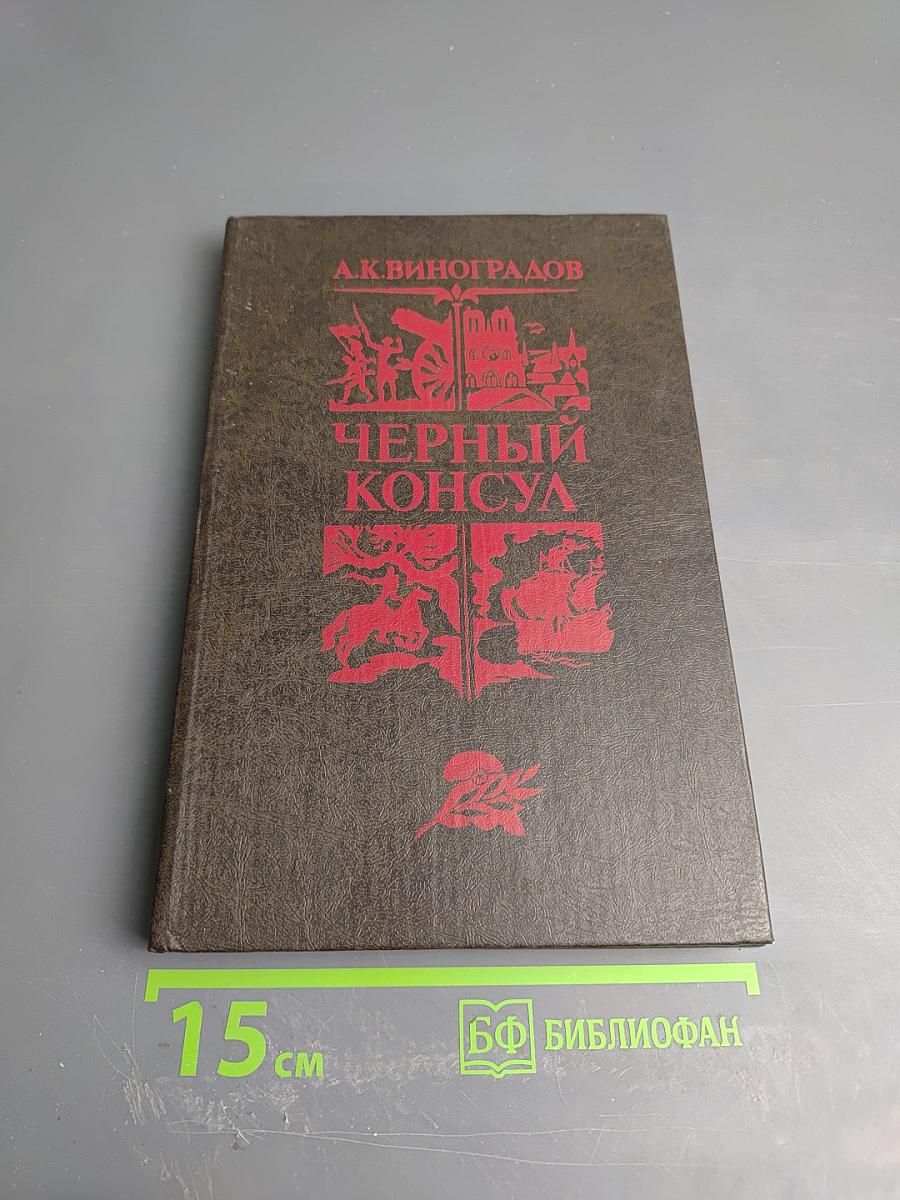 А.К.ВИНОГРАДОВ
ЧЕРНЫЙ
КОНСУЛ
15 см
БФ БИБЛИОФАН